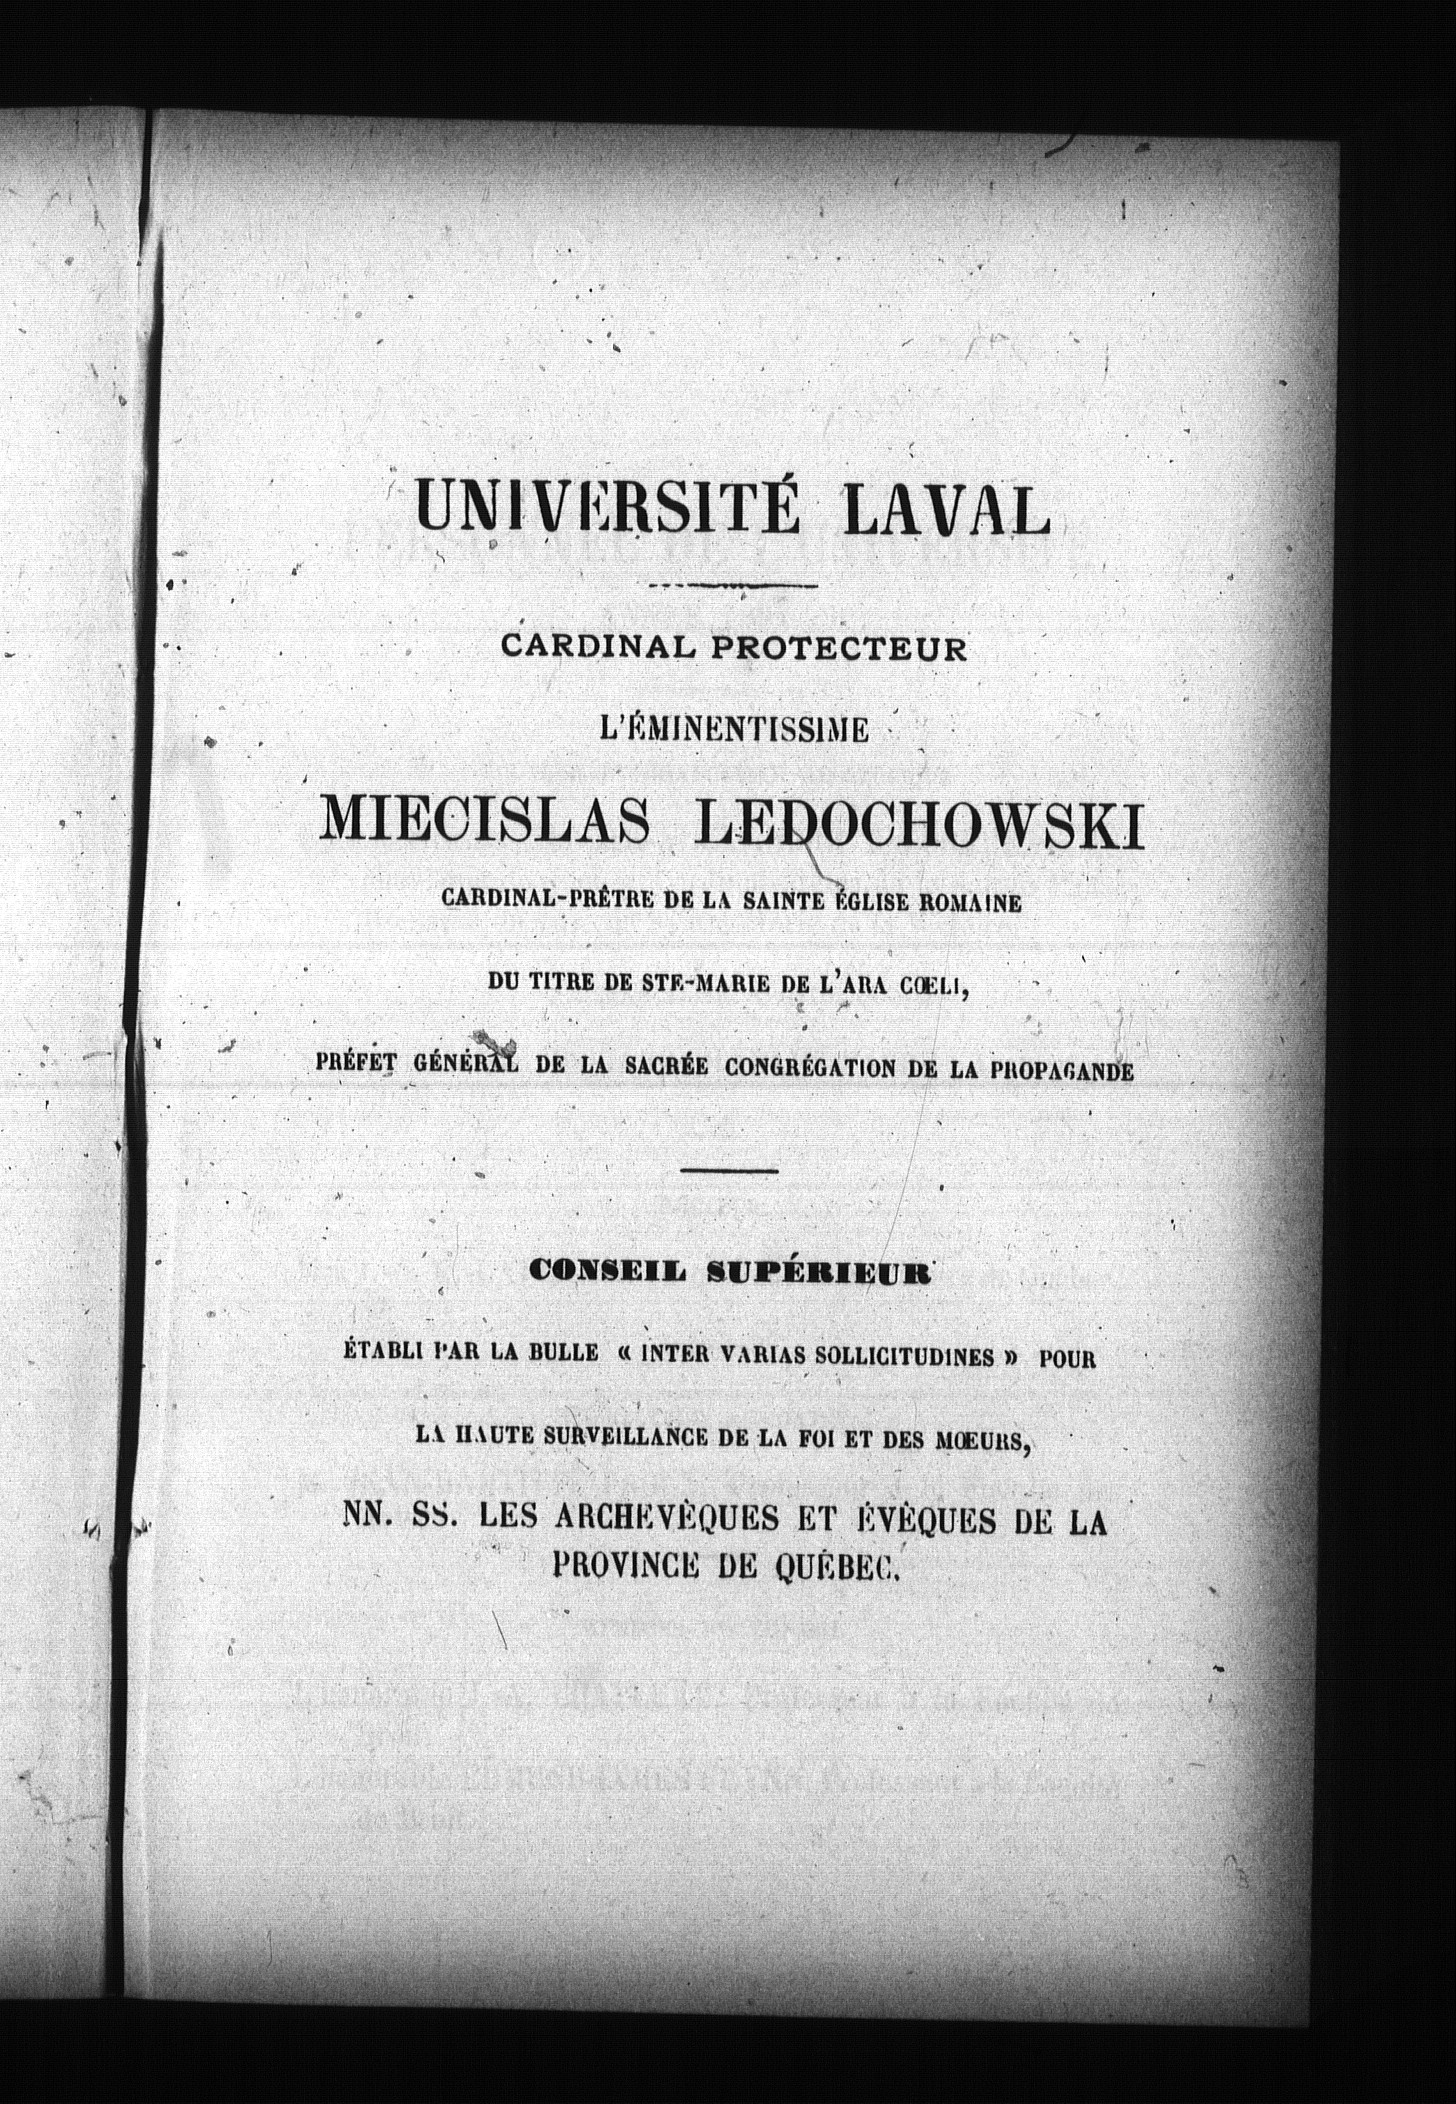 UNIVERSITÉ LAVAL
CARDINAL PROTECTEUR
L'ÉMINENTISSIME
MIECISLAS LEDOCHOWSKI
CARDINAL-PRÊTRE DE LA SAINTE ÉGLISE ROMAINE
DU TITRE DE STE-MARIE DE L'ARA CŒLI,
PRÉFET GÉNÉRAL DE LA SACRÉE CONGRÉGATION DE LA PROPAGANDE
CONSEIL SUPÉRIEUR
ÉTABLI PAR LA BULLE « INTER VARIAS SOLLICITUDINES » POUR
LA HAUTE SURVEILLANCE DE LA FOI ET DES MŒURS,
NN. SS. LES ARCHEVÊQUES ET ÉVÊQUES DE LA
PROVINCE DE QUÉBEC.